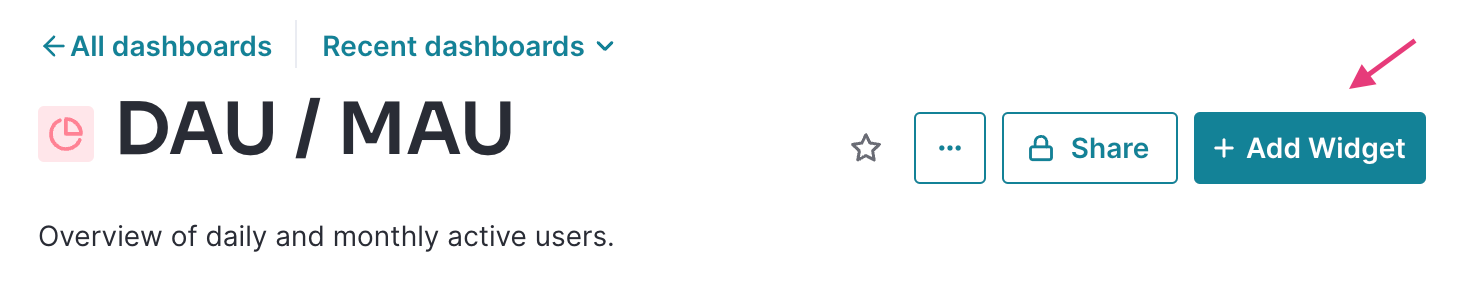 All dashboards
Recent dashboards
DAU / MAU
Share
+ Add Widget
Overview of daily and monthly active users.